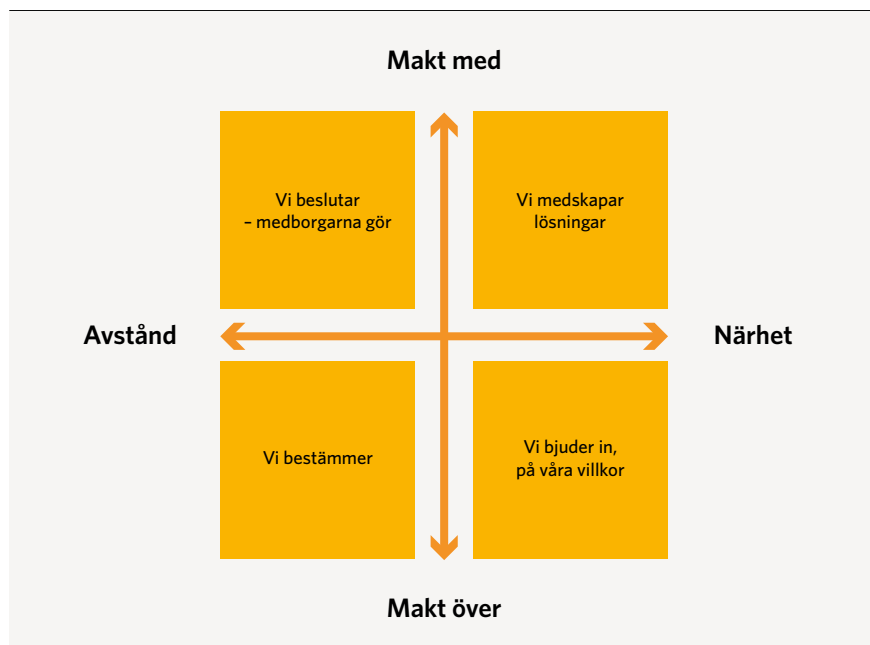 Makt med
Vi beslutar
– medborgarna gör
Vi medskapar
lösningar
Avstånd
Närhet
Vi bestämmer
Vi bjuder in,
på våra villkor
Makt över